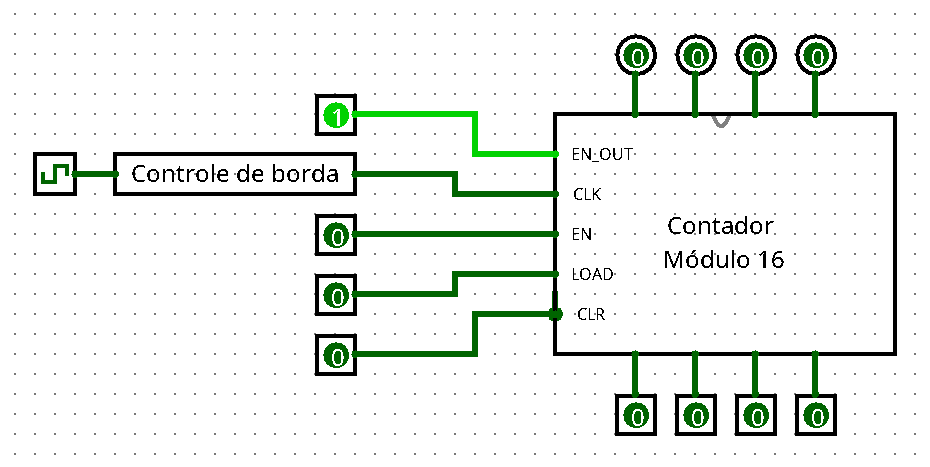 0 0 0 0
1
EN_OUT
Controle de borda
CLK
0
EN
Contador
Módulo 16
0
LOAD
0
CLR
0 0 0 0